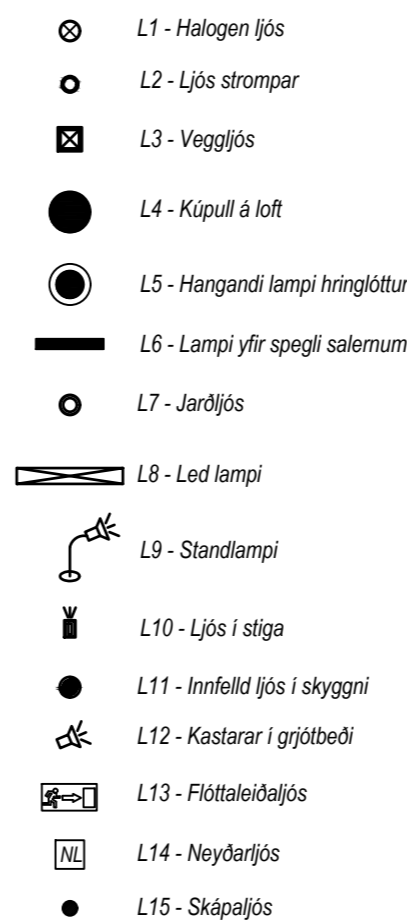 L1 - Halogen ljós
L2 - Ljós strompar
L3 - Veggljós
L4 - Kúpull á loft
L5 - Hangandi lampi hringlóttur
L6 - Lampi yfir spegli salernum
L7 - Jarðljós
L8 - Led lampi
L9 - Standlampi
L10 - Ljós í stiga
L11 - Innfelld ljós í skyggni
L12 - Kastarar í grjótbeði
L13 - Flóttaleiðaljós
NL L14 - Neyðarljós
L15 - Skápaljós